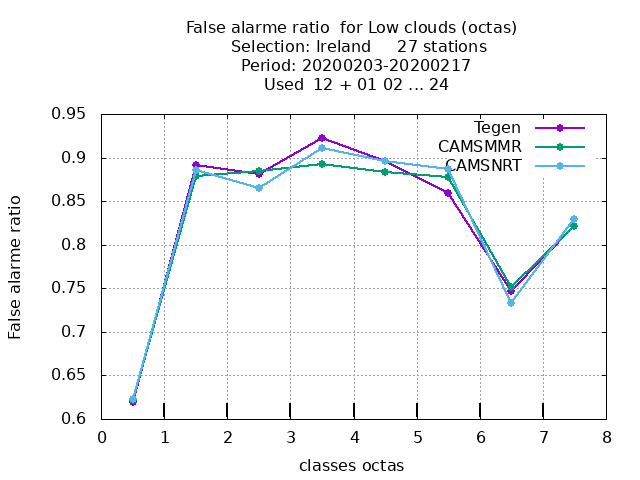 False alarme ratio  for Low clouds (octas)
Selection: Ireland     27 stations
Period: 20200203-20200217
Used  12 + 01 02 ... 24
Tegen
CAMSMMR
CAMSNRT
False alarme ratio
0.95
0.9
0.85
0.8
0.75
0.7
0.65
0.6
0 1 2 3 4 5 6 7 8
classes octas